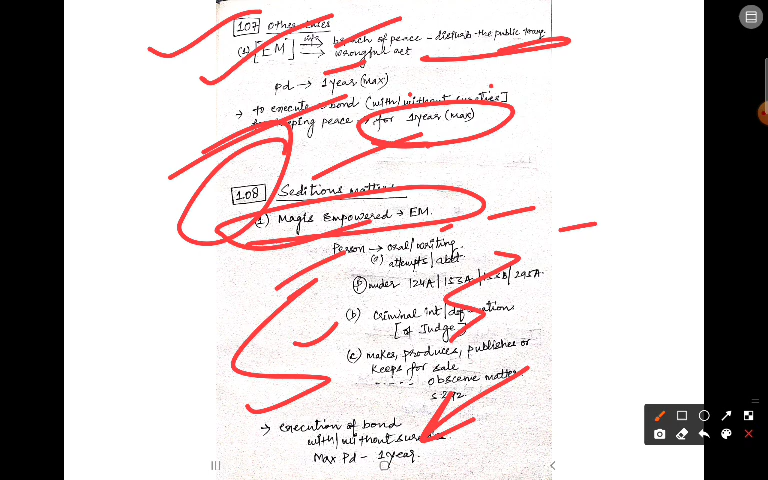 107 Other Cases
(1) [EM] breach of peace - disturb the public tranq.
wrongful act
Pd → 1 year (Max)
→ to execute a bond (with/without sureties]
keeping peace → for 1 year (Max)
108 Seditious matters
(1) Magis Empowered → EM.
Person → oral/writing.
(2) attempts/abet.
under 124A/153A/153B/295A.
(b) Criminal int/defamation
[of Judge]
(c) makes, produces, publishes or
keeps for sale
----- obscene matter
S 292.
→ execution of bond
with/without sureties.
Max Pd - 1 year.